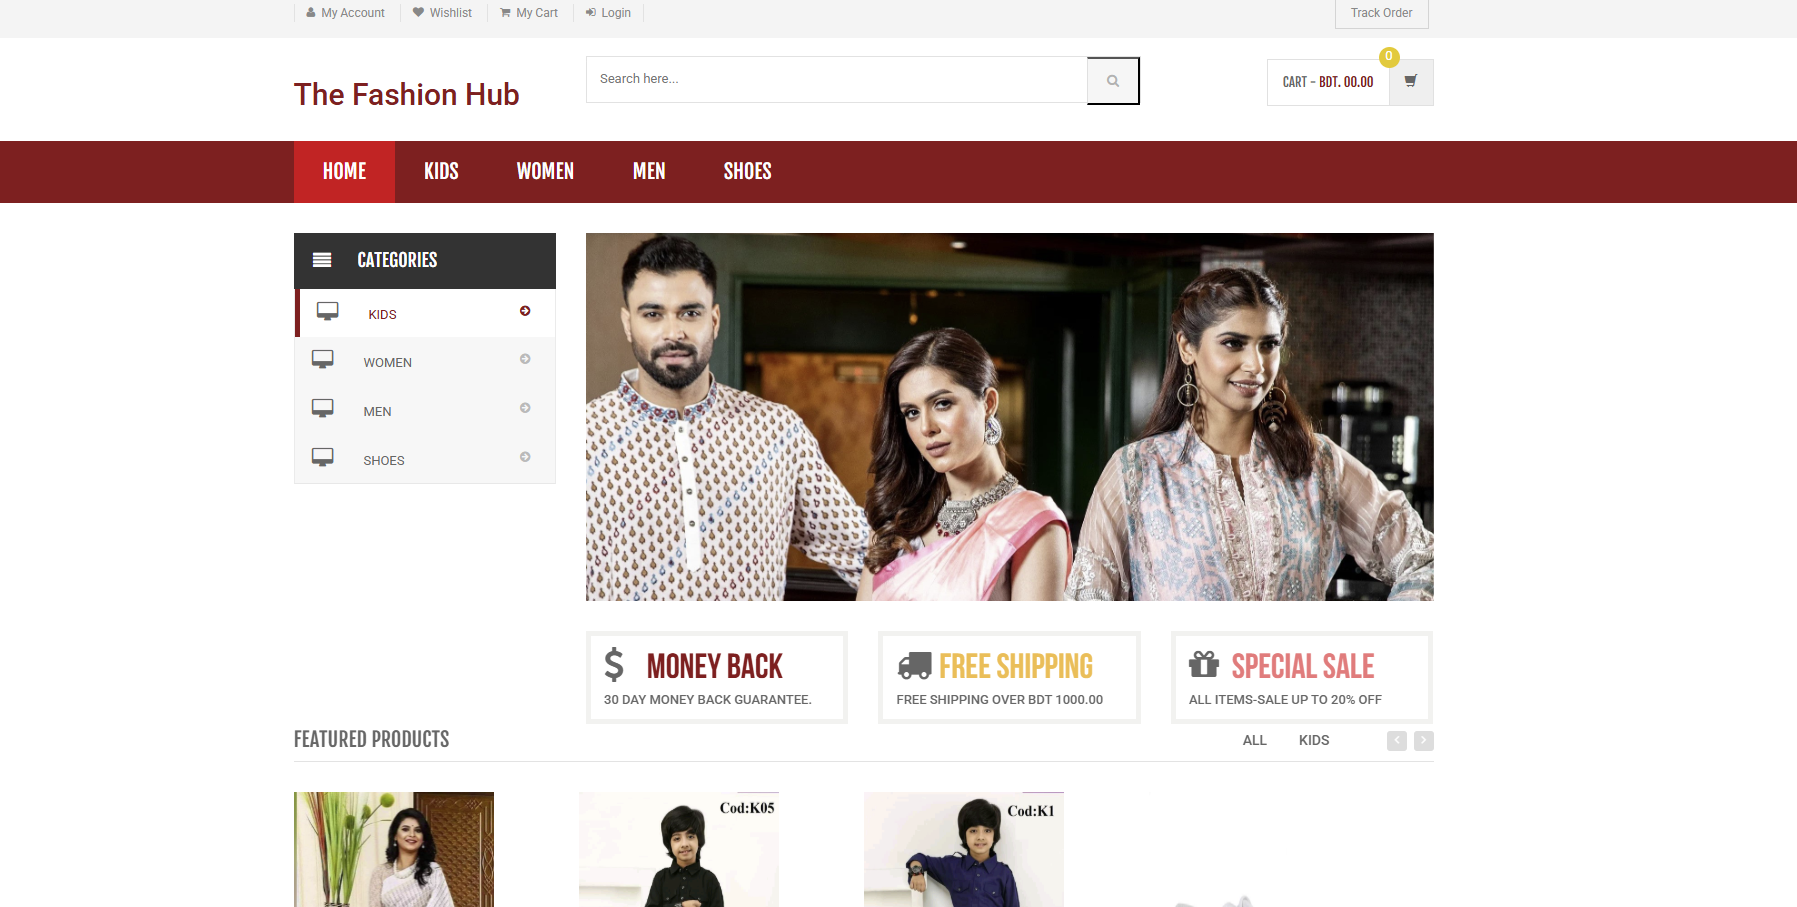 My Account Wishlist My Cart Login Track Order
The Fashion Hub
Search here...
0
CART - BDT. 00.00
HOME KIDS WOMEN MEN SHOES
CATEGORIES
KIDS
WOMEN
MEN
SHOES
$ MONEY BACK
30 DAY MONEY BACK GUARANTEE.
FREE SHIPPING
FREE SHIPPING OVER BDT 1000.00
SPECIAL SALE
ALL ITEMS-SALE UP TO 20% OFF
FEATURED PRODUCTS ALL KIDS
Cod:K05
Cod:K1